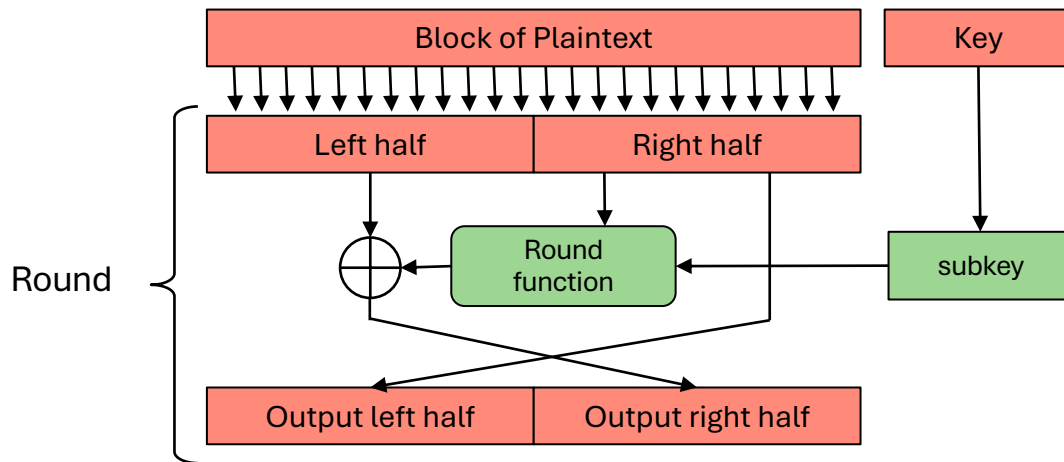 Block of Plaintext
Key
Left half
Right half
Round
function
subkey
Round
Output left half
Output right half